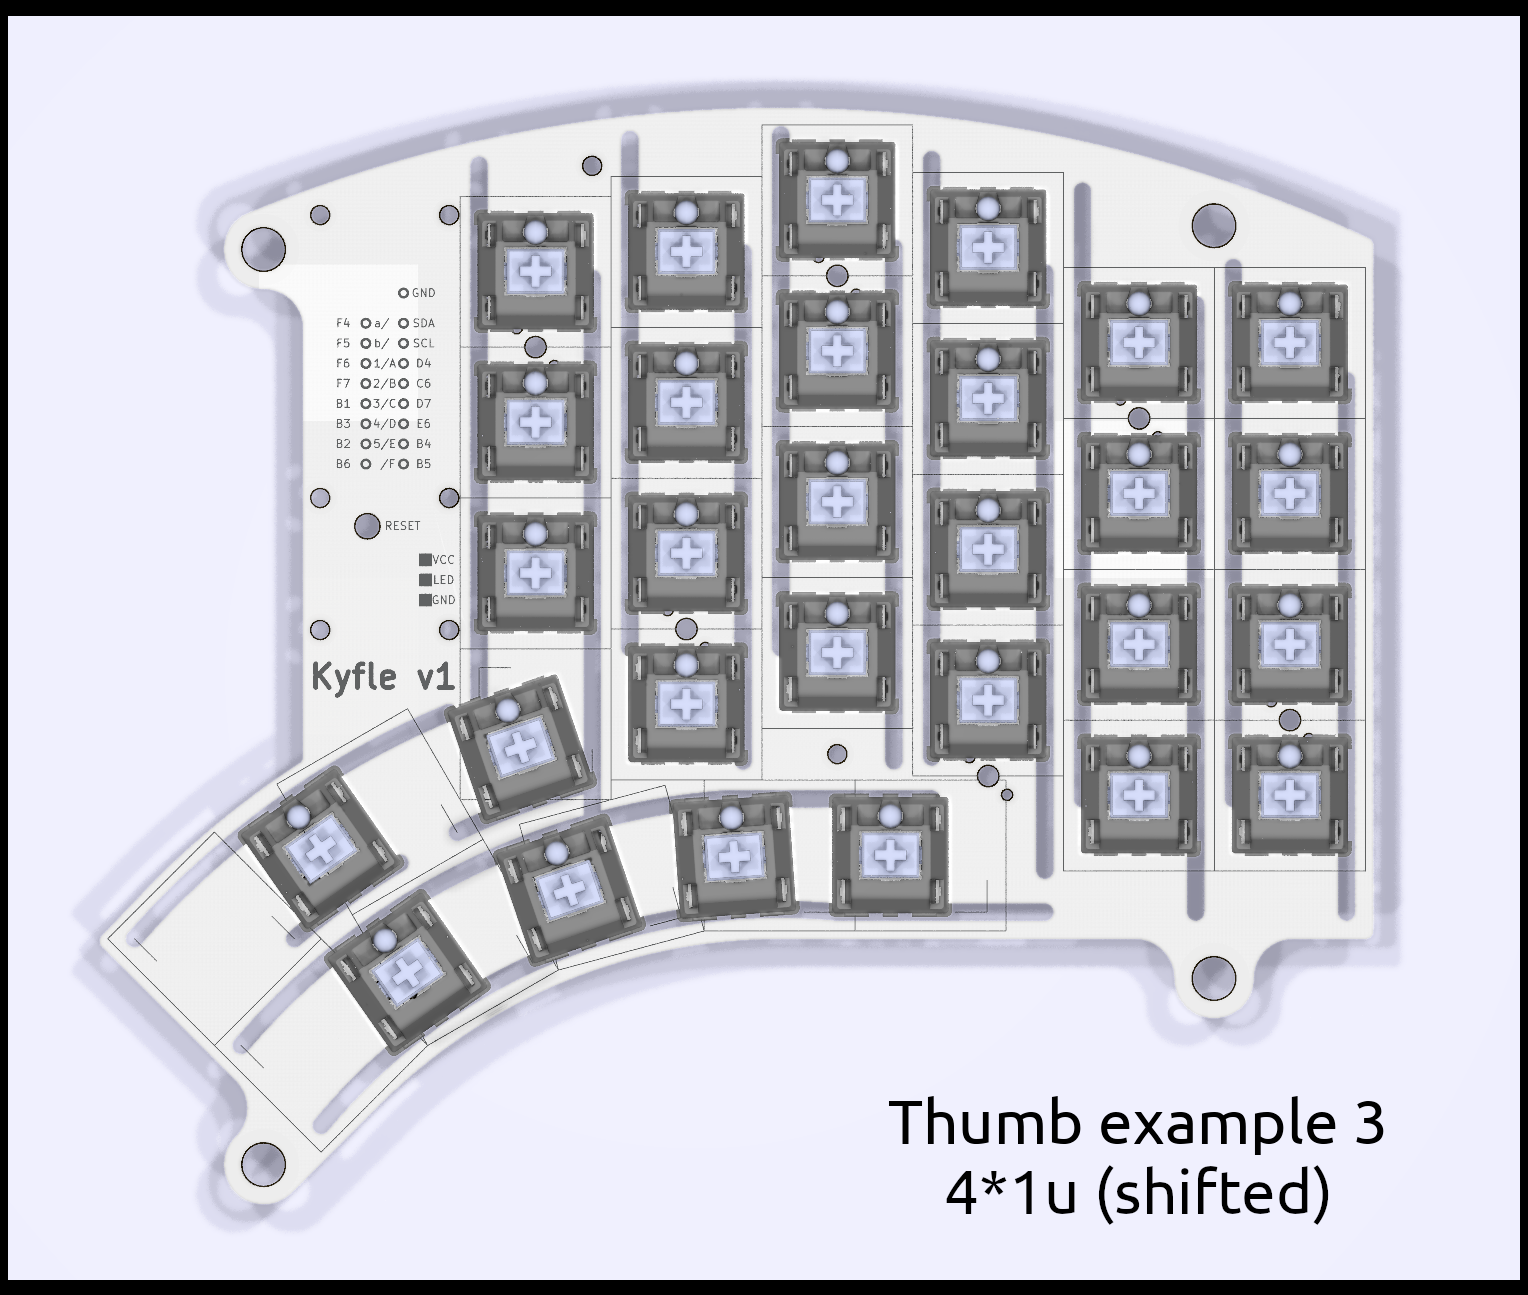 GND
F4 a/ SDA
F5 b/ SCL
F6 1/A D4
F7 2/B C6
B1 3/C D7
B3 4/D E6
B2 5/E B4
B6 /F B5
RESET
VCC
LED
GND
Kyfle v1
Thumb example 3
4*1u (shifted)